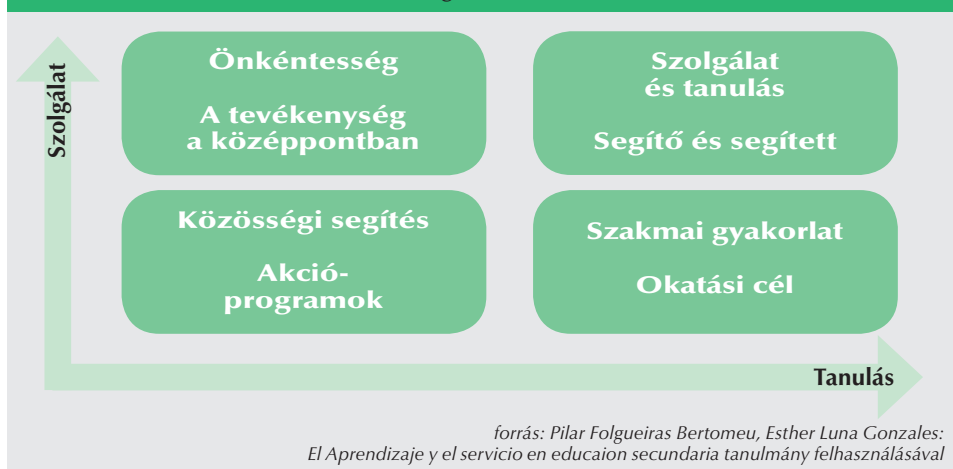 Szolgálat
Önkéntesség
A tevékenység
a középpontban
Szolgálat
és tanulás
Segítő és segített
Közösségi segítés
Akció-
programok
Szakmai gyakorlat
Okatási cél
Tanulás
forrás: Pilar Folgueiras Bertomeu, Esther Luna Gonzales:
El Aprendizaje y el servicio en educaion secundaria tanulmány felhasználásával